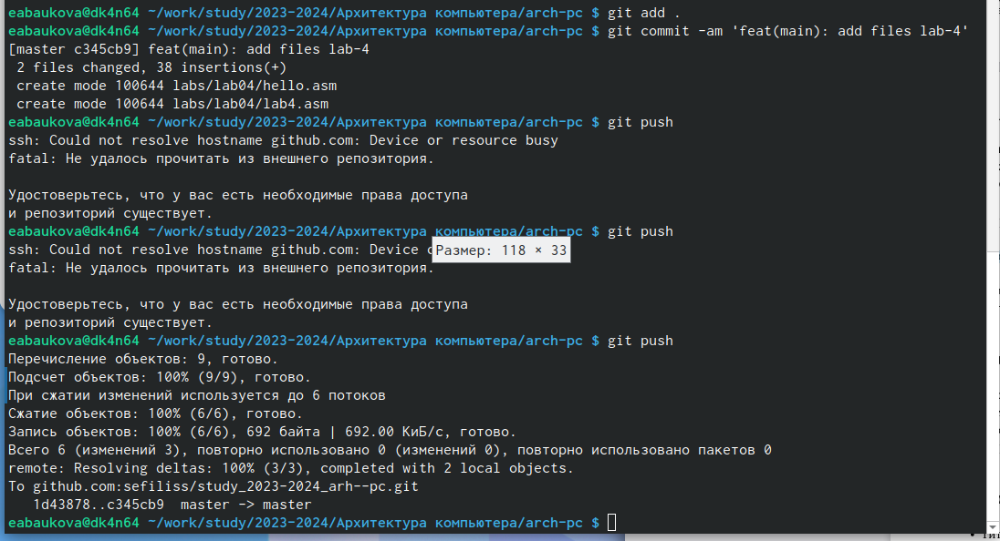 eabaukova@dk4n64 ~/work/study/2023-2024/Архитектура компьютера/arch-pc $ git add .
eabaukova@dk4n64 ~/work/study/2023-2024/Архитектура компьютера/arch-pc $ git commit -am 'feat(main): add files lab-4'
[master c345cb9] feat(main): add files lab-4
 2 files changed, 38 insertions(+)
 create mode 100644 labs/lab04/hello.asm
 create mode 100644 labs/lab04/lab4.asm
eabaukova@dk4n64 ~/work/study/2023-2024/Архитектура компьютера/arch-pc $ git push
ssh: Could not resolve hostname github.com: Device or resource busy
fatal: Не удалось прочитать из внешнего репозитория.

Удостоверьтесь, что у вас есть необходимые права доступа
и репозиторий существует.
eabaukova@dk4n64 ~/work/study/2023-2024/Архитектура компьютера/arch-pc $ git push
ssh: Could not resolve hostname github.com: Device Размер: 118 × 33
fatal: Не удалось прочитать из внешнего репозитория.

Удостоверьтесь, что у вас есть необходимые права доступа
и репозиторий существует.
eabaukova@dk4n64 ~/work/study/2023-2024/Архитектура компьютера/arch-pc $ git push
Перечисление объектов: 9, готово.
Подсчет объектов: 100% (9/9), готово.
При сжатии изменений используется до 6 потоков
Сжатие объектов: 100% (6/6), готово.
Запись объектов: 100% (6/6), 692 байта | 692.00 КиБ/с, готово.
Всего 6 (изменений 3), повторно использовано 0 (изменений 0), повторно использовано пакетов 0
remote: Resolving deltas: 100% (3/3), completed with 2 local objects.
To github.com:sefiliss/study_2023-2024_arh--pc.git
   1d43878..c345cb9  master -> master
eabaukova@dk4n64 ~/work/study/2023-2024/Архитектура компьютера/arch-pc $